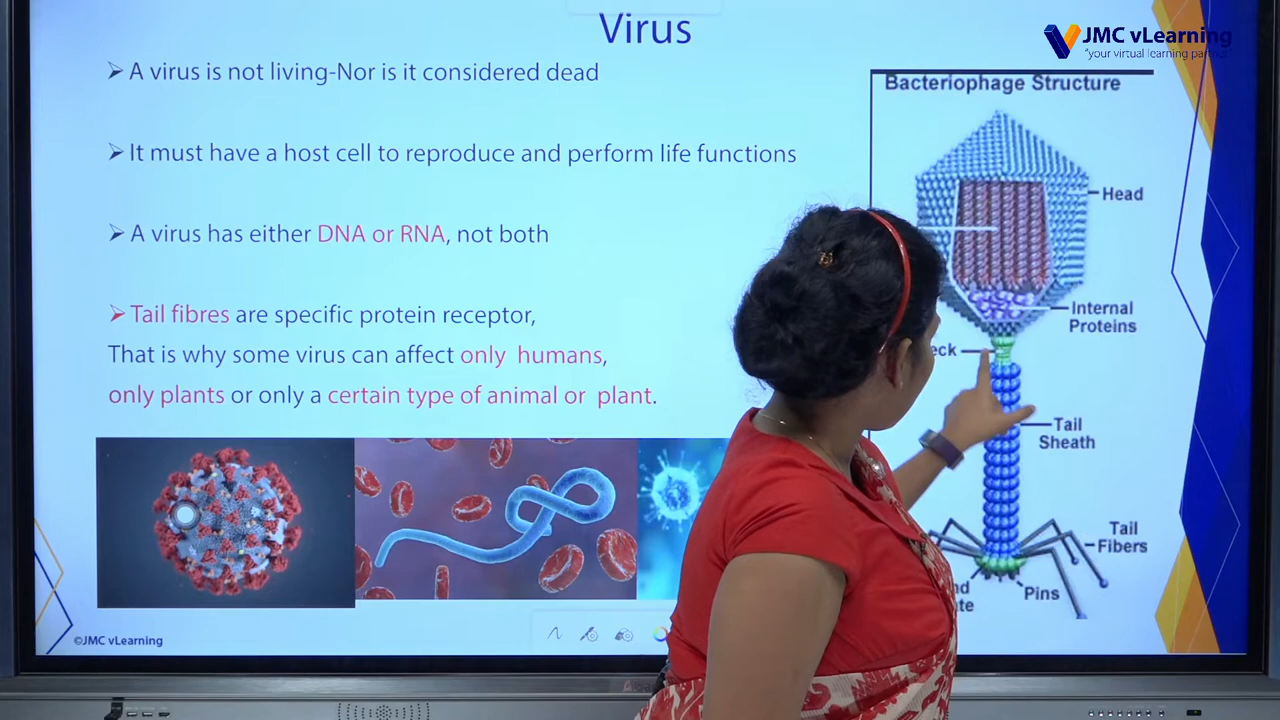 Virus
JMC vLearning
"your virtual learning partner"
➢ A virus is not living-Nor is it considered dead
➢ It must have a host cell to reproduce and perform life functions
➢ A virus has either DNA or RNA, not both
➢ Tail fibres are specific protein receptor,
That is why some virus can affect only humans,
only plants or only a certain type of animal or plant.
Bacteriophage Structure
Head
Internal
Proteins
Tail
Sheath
Tail
Fibers
Pins
©JMC vLearning